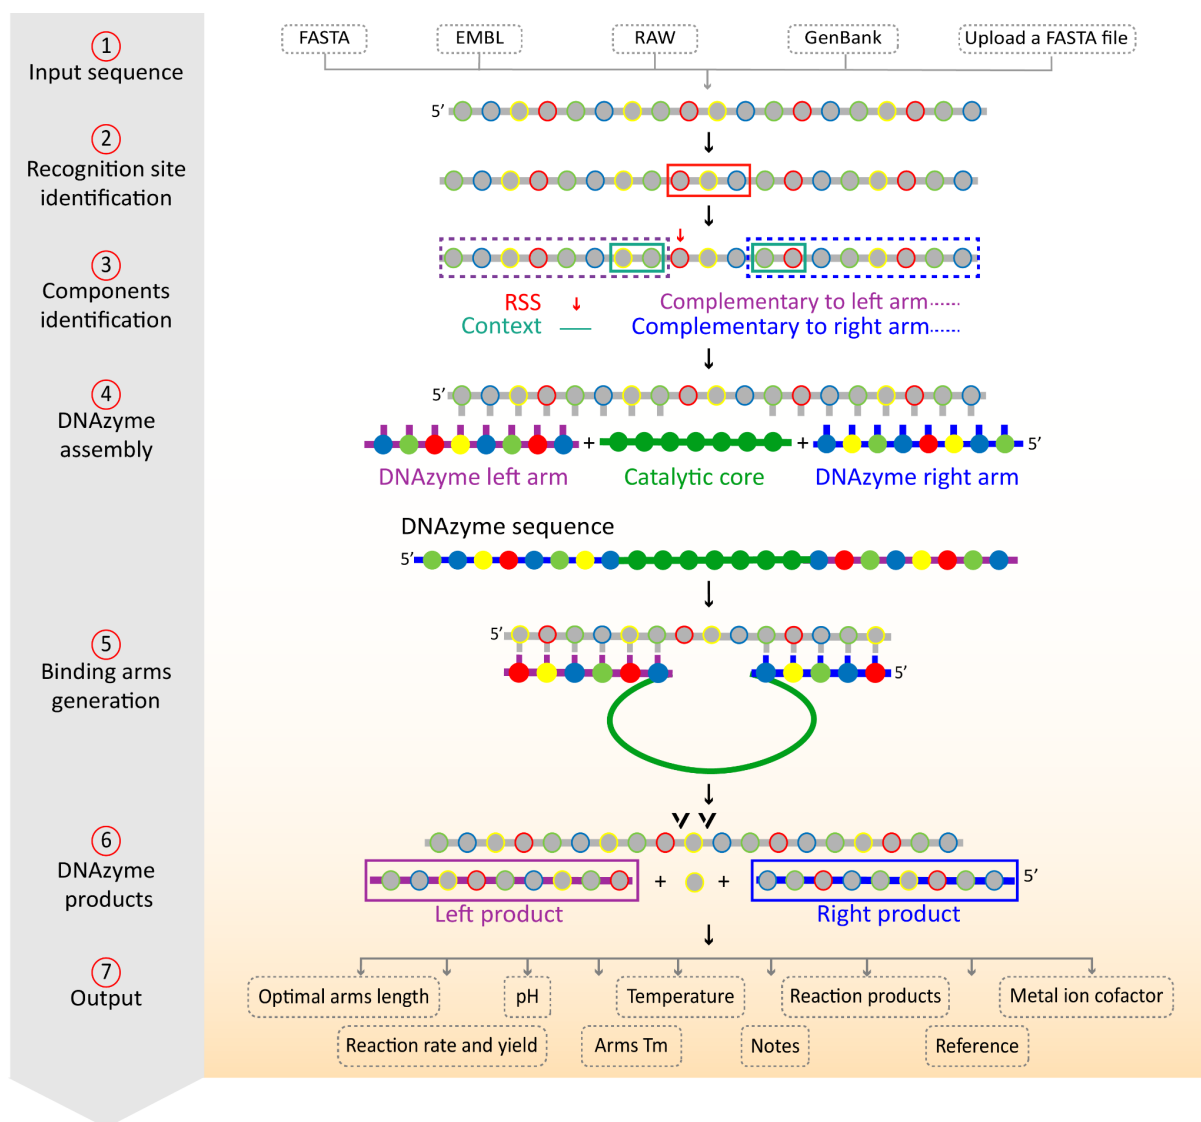 1
Input sequence
FASTA
EMBL
RAW
GenBank
Upload a FASTA file
5’
2
Recognition site
identification
3
Components
identification
RSS
Complementary to left arm
Context
Complementary to right arm
4
DNAzyme
assembly
5’
+
+
5’
DNAzyme left arm
Catalytic core
DNAzyme right arm
DNAzyme sequence
5’
5
Binding arms
generation
5’
5’
6
DNAzyme
products
+
+
5’
Left product
Right product
7
Output
Optimal arms length
pH
Temperature
Reaction products
Metal ion cofactor
Reaction rate and yield
Arms Tm
Notes
Reference